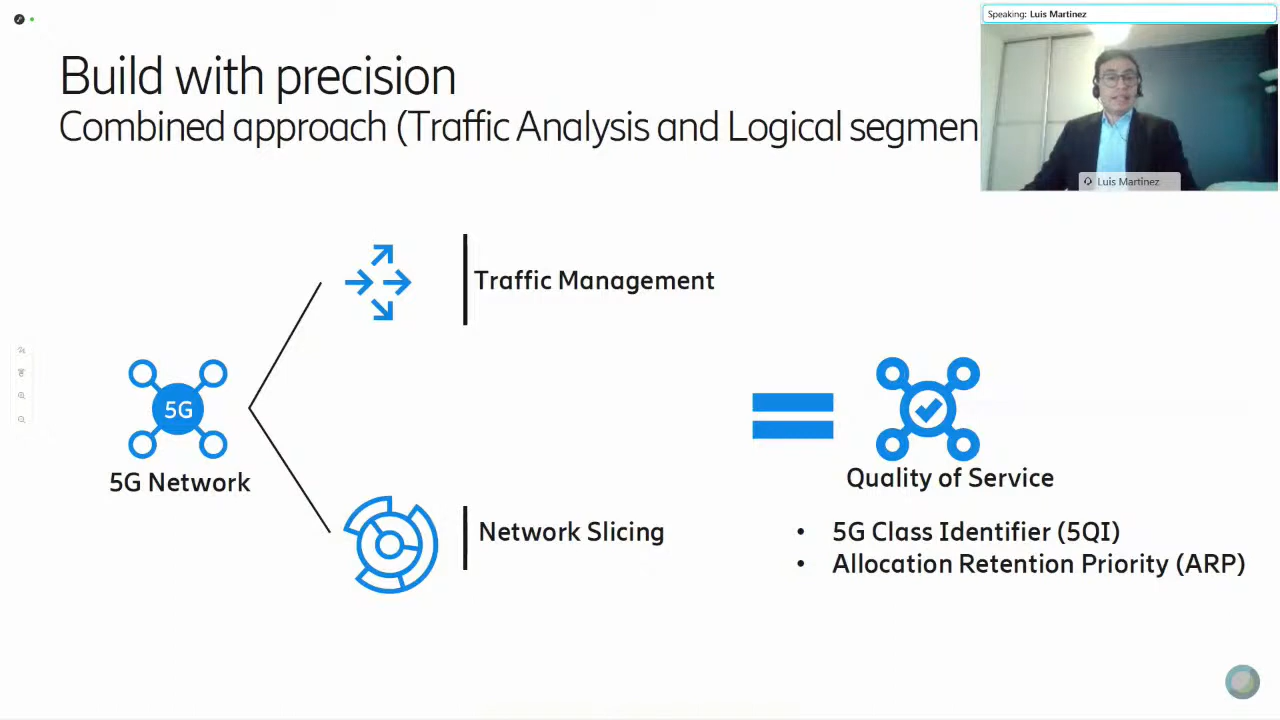 Speaking: Luis Martinez
Build with precision
Combined approach (Traffic Analysis and Logical segmen
Luis Martinez
Traffic Management
5G
5G Network
Network Slicing
Quality of Service
• 5G Class Identifier (5QI)
• Allocation Retention Priority (ARP)